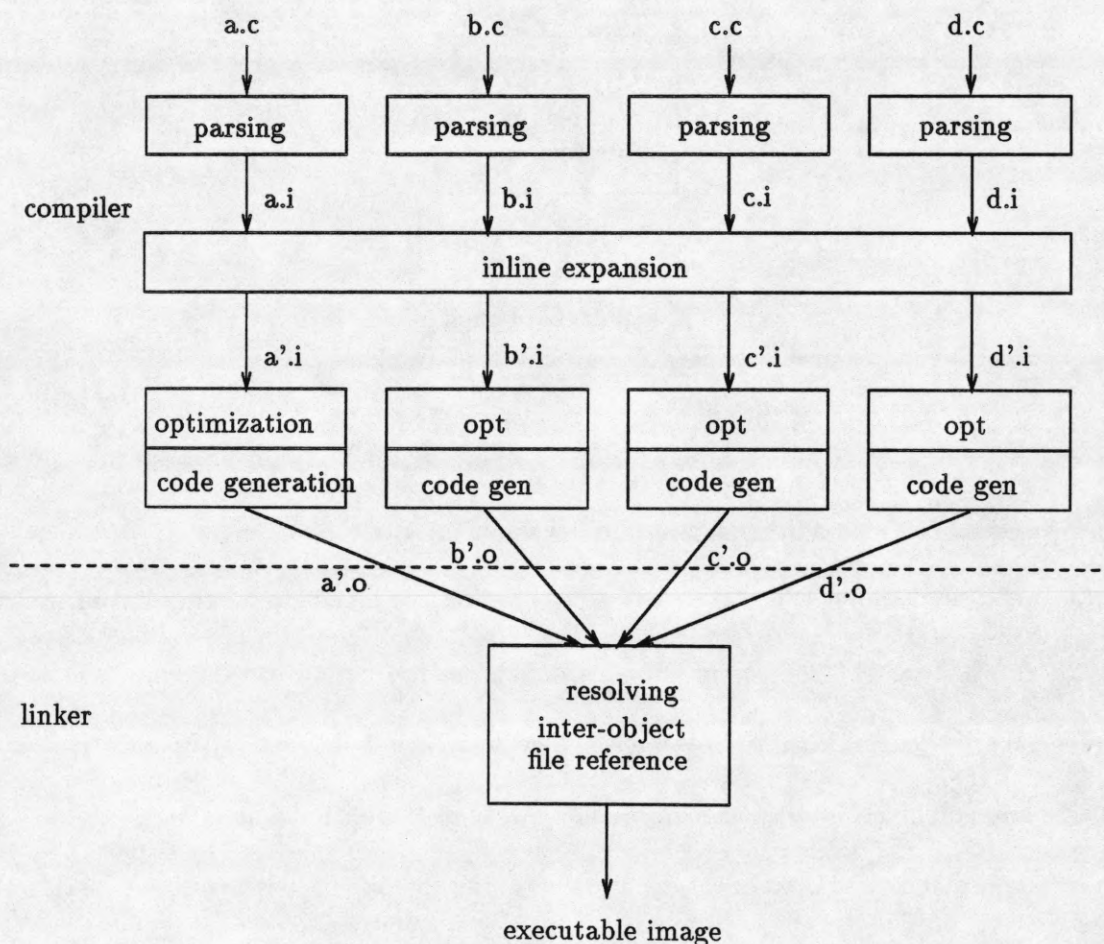 a.c b.c c.c d.c
parsing parsing parsing parsing
compiler a.i b.i c.i d.i
inline expansion
a'.i b'.i c'.i d'.i
optimization opt opt opt
code generation code gen code gen code gen
b'.o c'.o
a'.o d'.o
resolving
linker inter-object
file reference
executable image